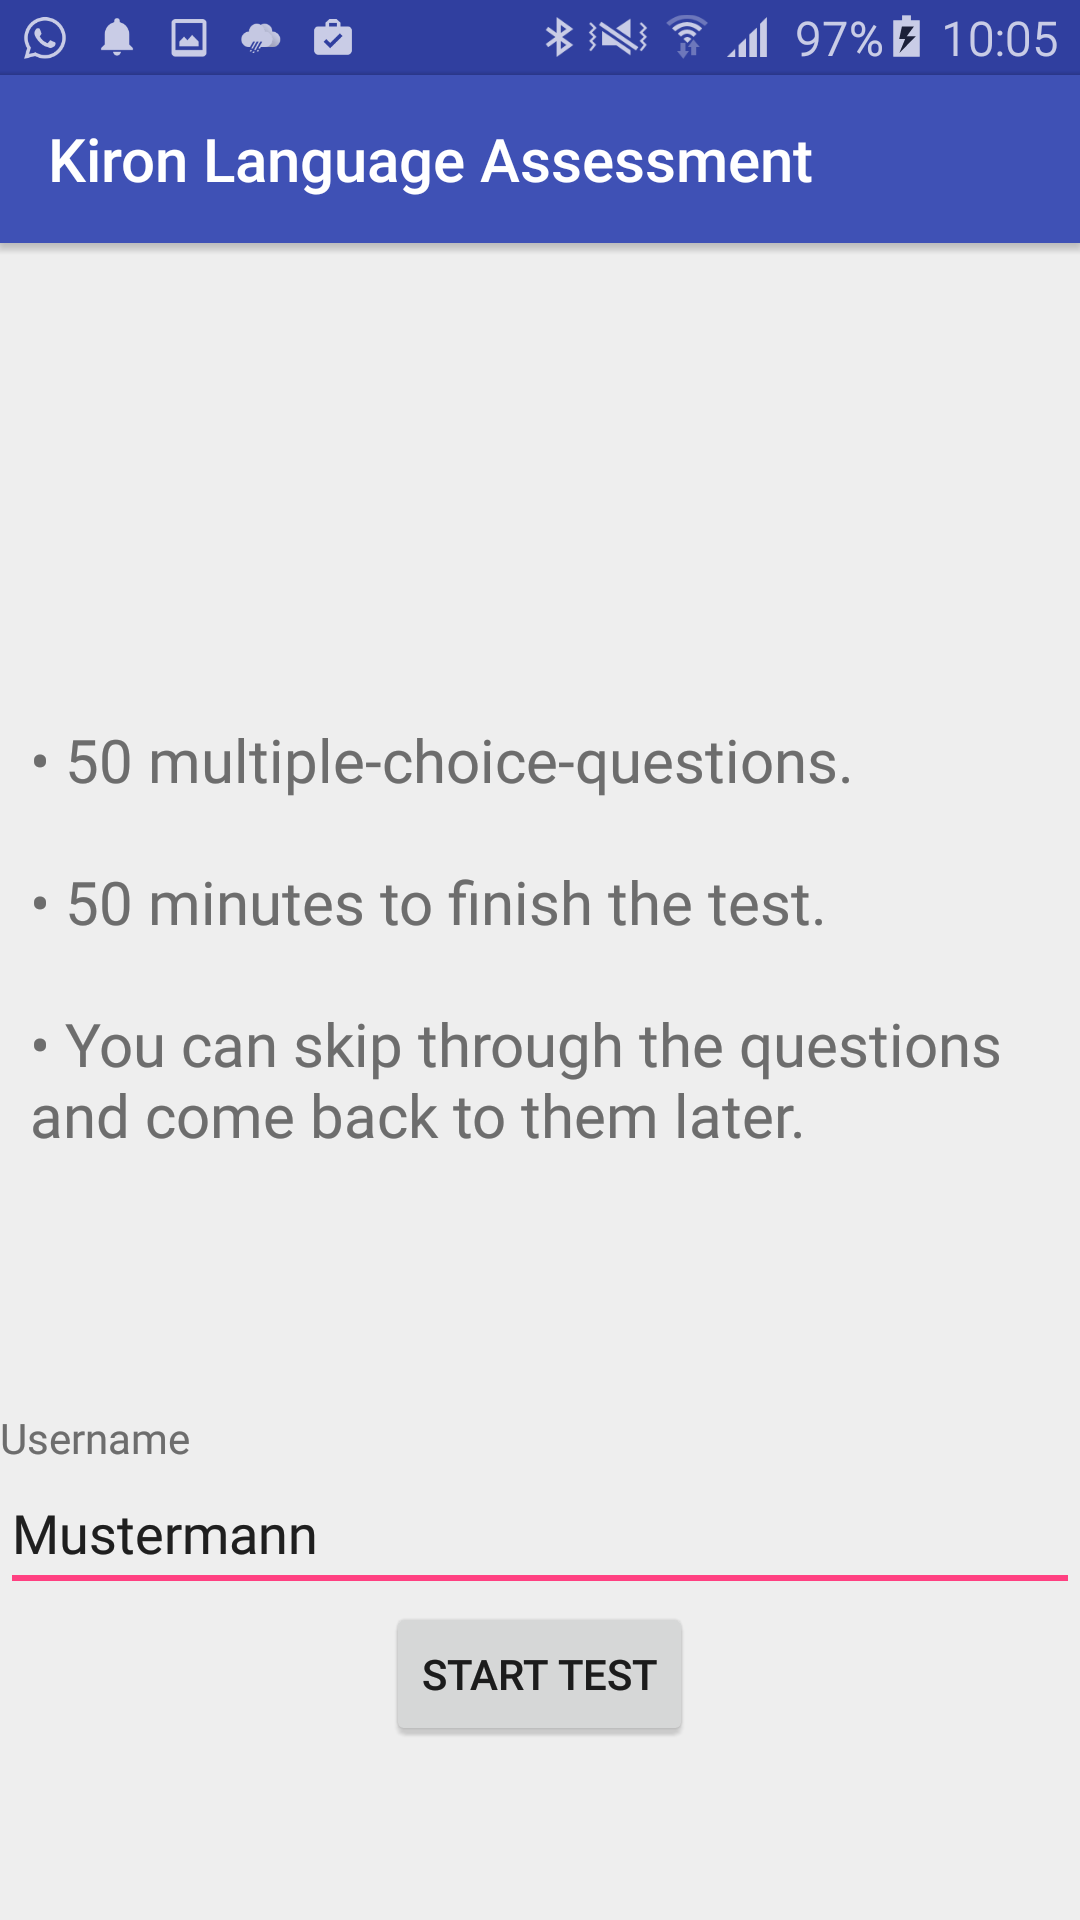 97% 10:05
Kiron Language Assessment
• 50 multiple-choice-questions.
• 50 minutes to finish the test.
• You can skip through the questions
and come back to them later.
Username
Mustermann
START TEST